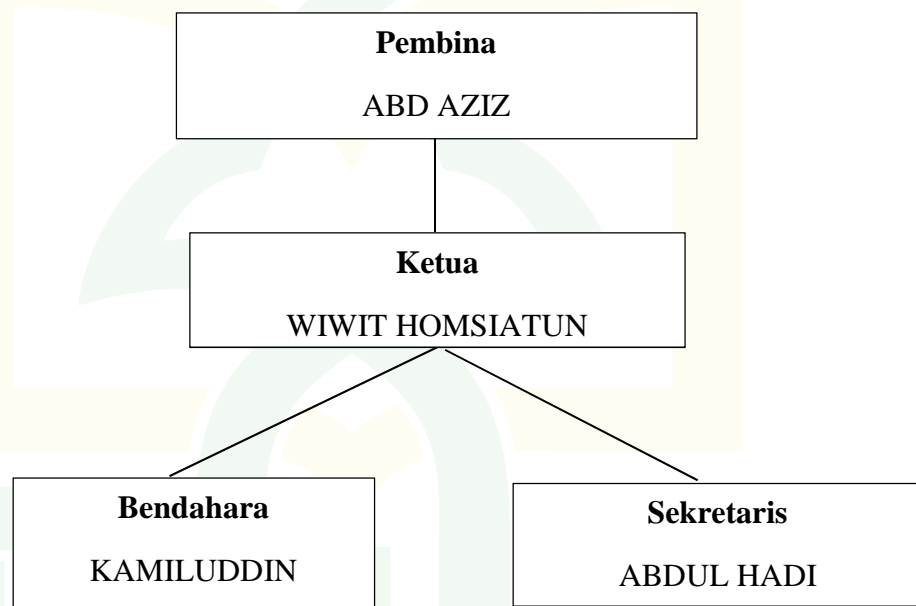 Pembina
ABD AZIZ
Ketua
WIWIT HOMSIATUN
Bendahara
KAMILUDDIN
Sekretaris
ABDUL HADI